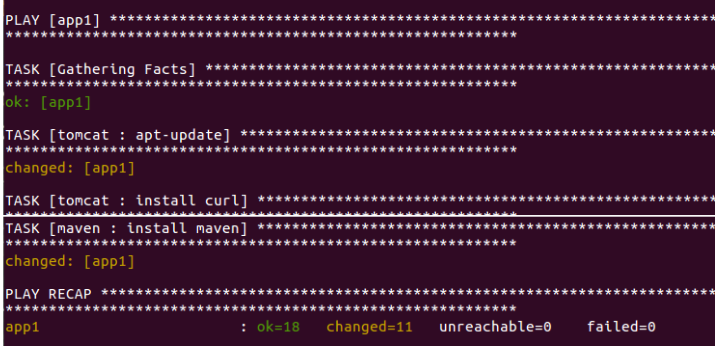 PLAY [app1] **********************************************************************
***********************************************************
TASK [Gathering Facts] ***********************************************************
***********************************************************
ok: [app1]
TASK [tomcat : apt-update] *******************************************************
***********************************************************
changed: [app1]
TASK [tomcat : install curl] *****************************************************
***********************************************************
TASK [maven : install maven] *****************************************************
***********************************************************
changed: [app1]
PLAY RECAP ***********************************************************************
***********************************************************
app1 : ok=18 changed=11 unreachable=0 failed=0